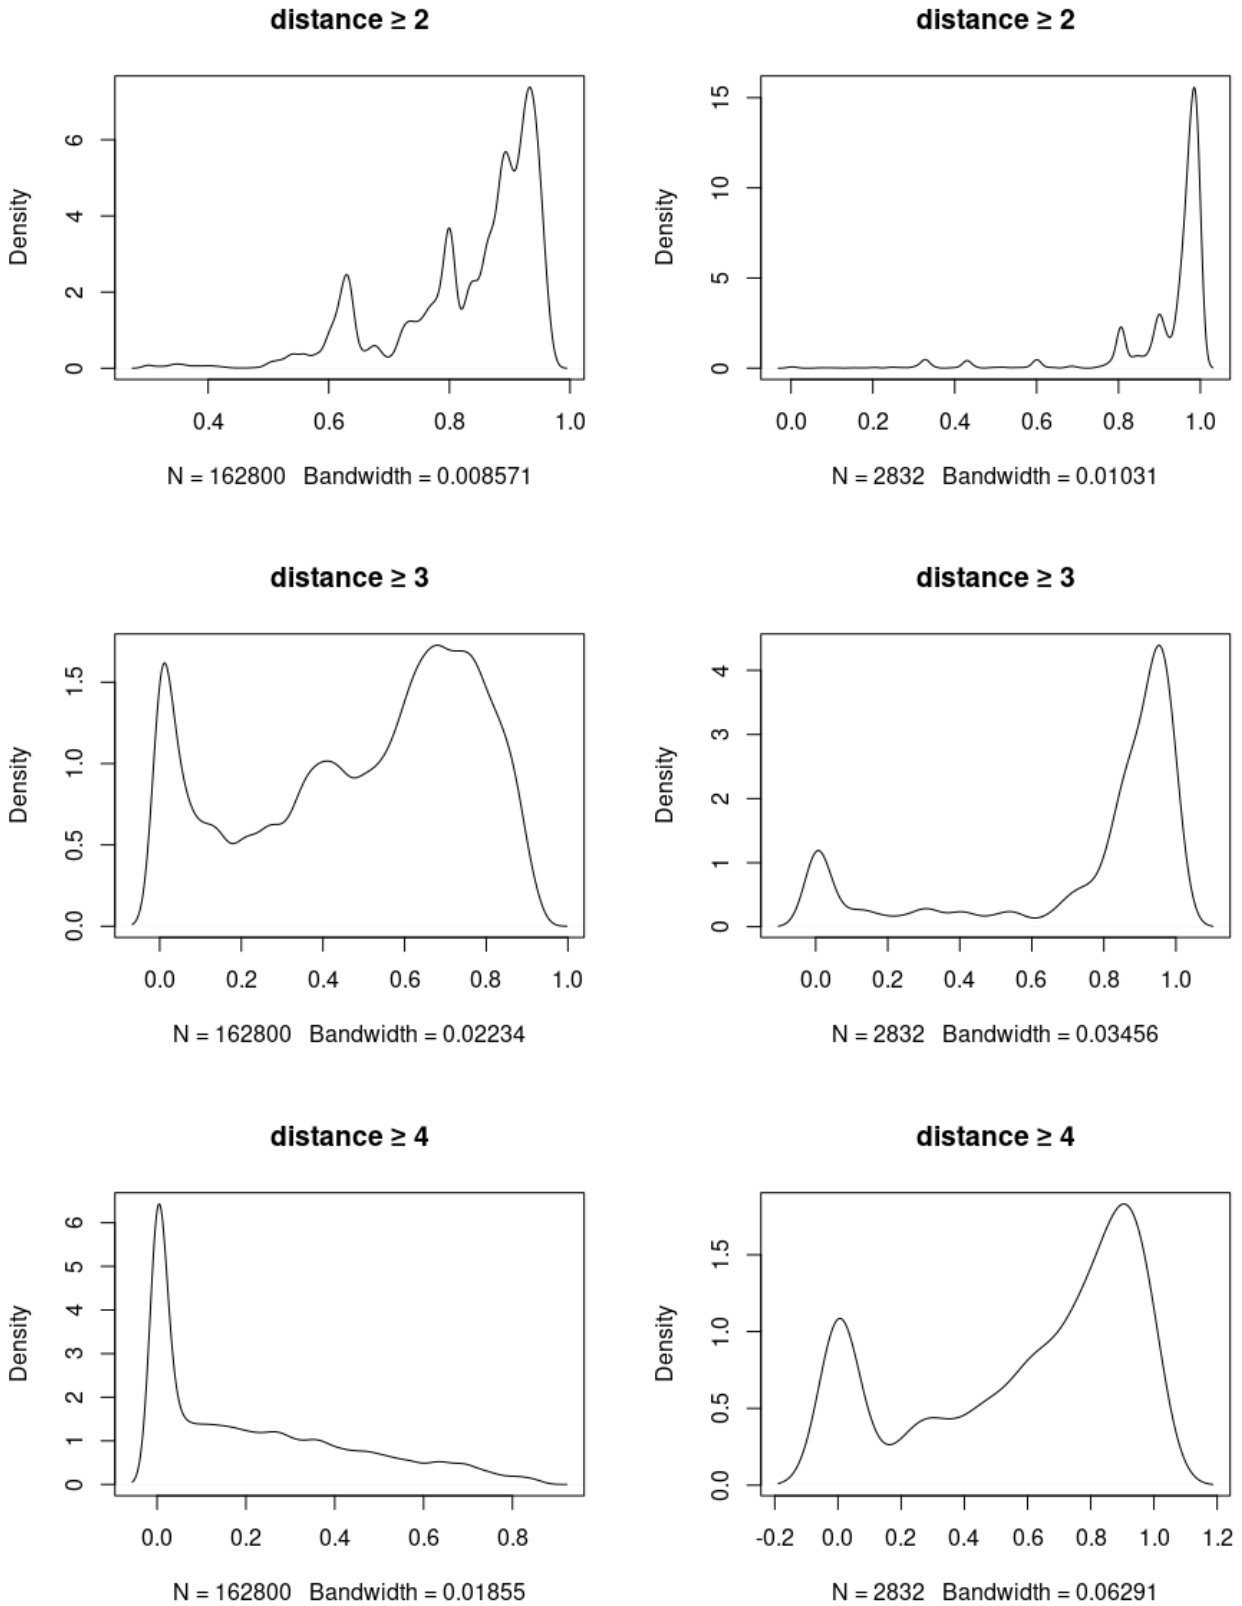 distance ≥ 2
distance ≥ 2
Density
0 2 4 6
0.4 0.6 0.8 1.0
N = 162800 Bandwidth = 0.008571
Density
0 5 10 15
0.0 0.2 0.4 0.6 0.8 1.0
N = 2832 Bandwidth = 0.01031
distance ≥ 3
distance ≥ 3
Density
0.0 0.5 1.0 1.5
0.0 0.2 0.4 0.6 0.8 1.0
N = 162800 Bandwidth = 0.02234
Density
0 1 2 3 4
0.0 0.2 0.4 0.6 0.8 1.0
N = 2832 Bandwidth = 0.03456
distance ≥ 4
distance ≥ 4
Density
0 1 2 3 4 5 6
0.0 0.2 0.4 0.6 0.8
N = 162800 Bandwidth = 0.01855
Density
0.0 0.5 1.0 1.5
-0.2 0.0 0.2 0.4 0.6 0.8 1.0 1.2
N = 2832 Bandwidth = 0.06291